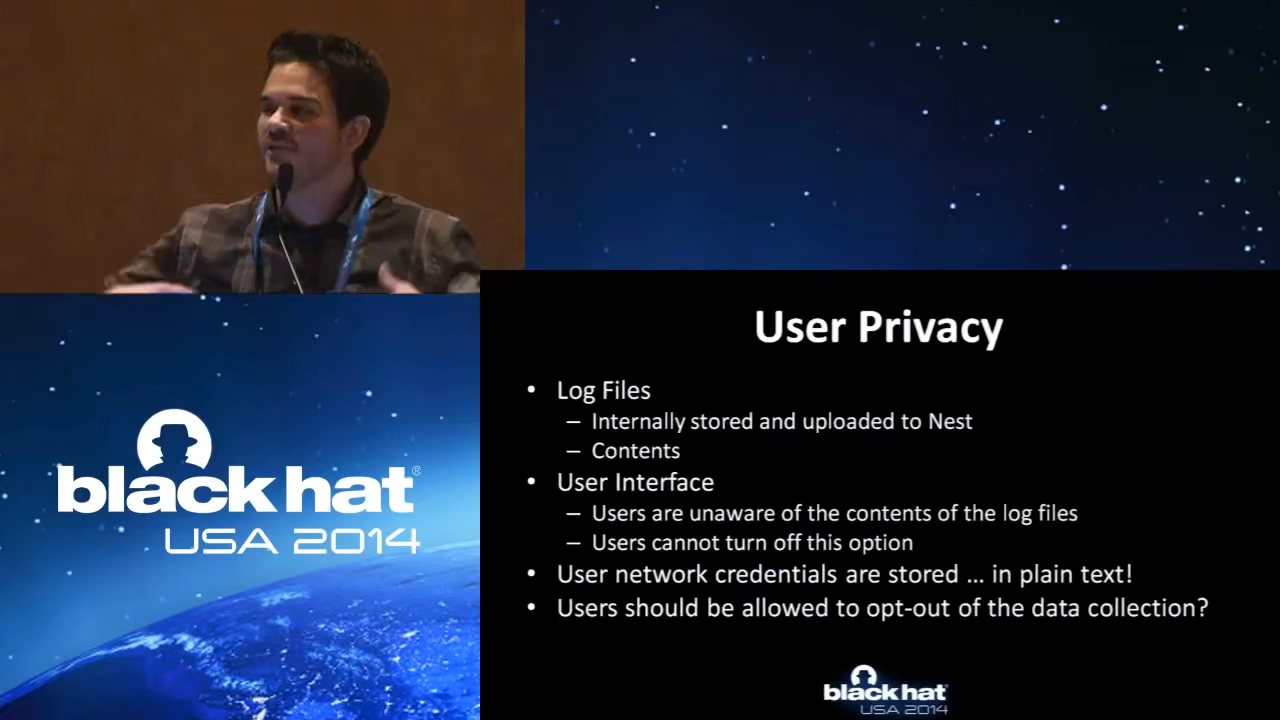 User Privacy
• Log Files
– Internally stored and uploaded to Nest
– Contents
• User Interface
– Users are unaware of the contents of the log files
– Users cannot turn off this option
• User network credentials are stored ... in plain text!
• Users should be allowed to opt-out of the data collection?
black hat®
USA 2014
black hat
USA 2014